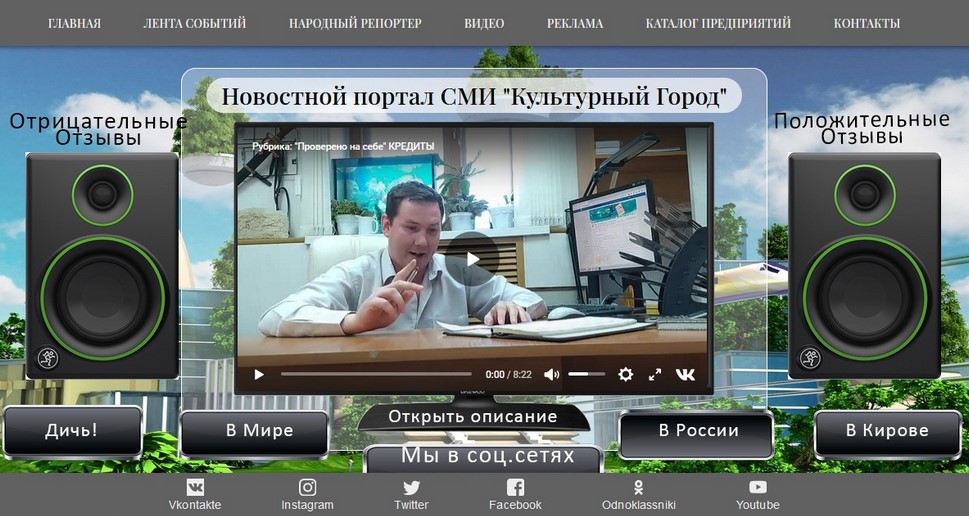 ГЛАВНАЯ ЛЕНТА СОБЫТИЙ НАРОДНЫЙ РЕПОРТЕР ВИДЕО РЕКЛАМА КАТАЛОГ ПРЕДПРИЯТИЙ КОНТАКТЫ
Новостной портал СМИ "Культурный Город"
Отрицательные
Отзывы
Положительные
Отзывы
Рубрика: "Проверено на себе" КРЕДИТЫ
0:00 / 8:22
Открыть описание
Дичь!
В Мире
В России
В Кирове
Мы в соц.сетях
Vkontakte Instagram Twitter Facebook Odnoklassniki Youtube